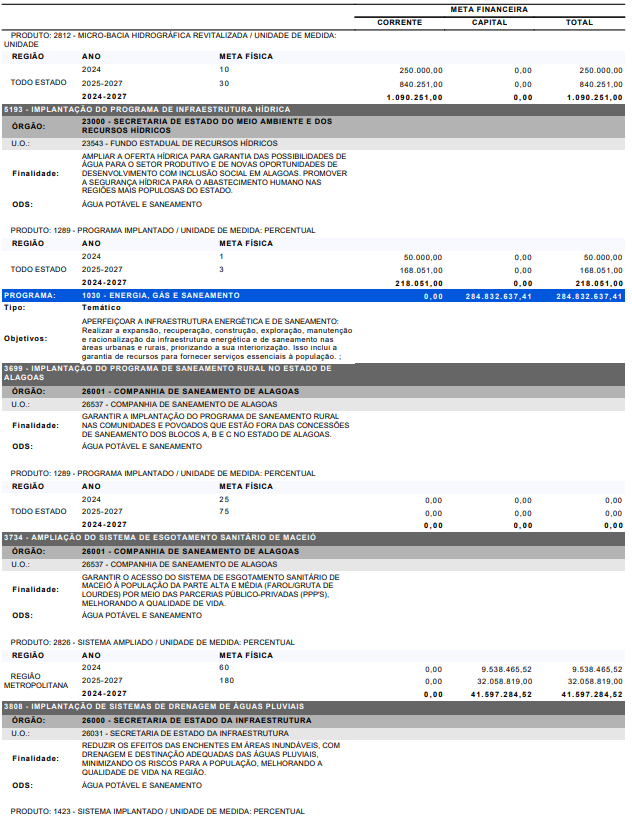 META FINANCEIRA
CORRENTE CAPITAL TOTAL
PRODUTO: 2812 - MICRO-BACIA HIDROGRÁFICA REVITALIZADA / UNIDADE DE MEDIDA:
UNIDADE
REGIÃO ANO META FÍSICA
2024 10 250.000,00 0,00 250.000,00
TODO ESTADO 2025-2027 30 840.251,00 0,00 840.251,00
2024-2027 1.090.251,00 0,00 1.090.251,00
5193 - IMPLANTAÇÃO DO PROGRAMA DE INFRAESTRUTURA HÍDRICA
ÓRGÃO: 23000 - SECRETARIA DE ESTADO DO MEIO AMBIENTE E DOS
RECURSOS HÍDRICOS
U.O.: 23543 - FUNDO ESTADUAL DE RECURSOS HÍDRICOS
Finalidade: AMPLIAR A OFERTA HÍDRICA PARA GARANTIA DAS POSSIBILIDADES DE
ÁGUA PARA O SETOR PRODUTIVO E DE NOVAS OPORTUNIDADES DE
DESENVOLVIMENTO COM INCLUSÃO SOCIAL EM ALAGOAS. PROMOVER
A SEGURANÇA HÍDRICA PARA O ABASTECIMENTO HUMANO NAS
REGIÕES MAIS POPULOSAS DO ESTADO.
ODS: ÁGUA POTÁVEL E SANEAMENTO
PRODUTO: 1289 - PROGRAMA IMPLANTADO / UNIDADE DE MEDIDA: PERCENTUAL
REGIÃO ANO META FÍSICA
2024 1 50.000,00 0,00 50.000,00
TODO ESTADO 2025-2027 3 168.051,00 0,00 168.051,00
2024-2027 218.051,00 0,00 218.051,00
PROGRAMA: 1030 - ENERGIA, GÁS E SANEAMENTO 0,00 284.832.637,41 284.832.637,41
Tipo: Temático
Objetivos: APERFEIÇOAR A INFRAESTRUTURA ENERGÉTICA E DE SANEAMENTO:
Realizar a expansão, recuperação, construção, exploração, manutenção
e racionalização da infraestrutura energética e de saneamento nas
áreas urbanas e rurais, priorizando a sua interiorização. Isso inclui a
garantia de recursos para fornecer serviços essenciais à população. ;
3699 - IMPLANTAÇÃO DO PROGRAMA DE SANEAMENTO RURAL NO ESTADO DE
ALAGOAS
ÓRGÃO: 26001 - COMPANHIA DE SANEAMENTO DE ALAGOAS
U.O.: 26537 - COMPANHIA DE SANEAMENTO DE ALAGOAS
Finalidade: GARANTIR A IMPLANTAÇÃO DO PROGRAMA DE SANEAMENTO RURAL
NAS COMUNIDADES E POVOADOS QUE ESTÃO FORA DAS CONCESSÕES
DE SANEAMENTO DOS BLOCOS A, B E C NO ESTADO DE ALAGOAS.
ODS: ÁGUA POTÁVEL E SANEAMENTO
PRODUTO: 1289 - PROGRAMA IMPLANTADO / UNIDADE DE MEDIDA: PERCENTUAL
REGIÃO ANO META FÍSICA
2024 25 0,00 0,00 0,00
TODO ESTADO 2025-2027 75 0,00 0,00 0,00
2024-2027 0,00 0,00 0,00
3734 - AMPLIAÇÃO DO SISTEMA DE ESGOTAMENTO SANITÁRIO DE MACEIÓ
ÓRGÃO: 26001 - COMPANHIA DE SANEAMENTO DE ALAGOAS
U.O.: 26537 - COMPANHIA DE SANEAMENTO DE ALAGOAS
Finalidade: GARANTIR O ACESSO DO SISTEMA DE ESGOTAMENTO SANITÁRIO DE
MACEIÓ À POPULAÇÃO DA PARTE ALTA E MÉDIA (FAROL/GRUTA DE
LOURDES) POR MEIO DAS PARCERIAS PÚBLICO-PRIVADAS (PPP'S),
MELHORANDO A QUALIDADE DE VIDA.
ODS: ÁGUA POTÁVEL E SANEAMENTO
PRODUTO: 2826 - SISTEMA AMPLIADO / UNIDADE DE MEDIDA: PERCENTUAL
REGIÃO ANO META FÍSICA
2024 60 0,00 9.538.465,52 9.538.465,52
REGIÃO METROPOLITANA 2025-2027 180 0,00 32.058.819,00 32.058.819,00
2024-2027 0,00 41.597.284,52 41.597.284,52
3808 - IMPLANTAÇÃO DE SISTEMAS DE DRENAGEM DE ÁGUAS PLUVIAIS
ÓRGÃO: 26000 - SECRETARIA DE ESTADO DA INFRAESTRUTURA
U.O.: 26031 - SECRETARIA DE ESTADO DA INFRAESTRUTURA
Finalidade: REDUZIR OS EFEITOS DAS ENCHENTES EM ÁREAS INUNDÁVEIS, COM
DRENAGEM E DESTINAÇÃO ADEQUADAS DAS ÁGUAS PLUVIAIS,
MINIMIZANDO OS RISCOS PARA A POPULAÇÃO, MELHORANDO A
QUALIDADE DE VIDA NA REGIÃO.
ODS: ÁGUA POTÁVEL E SANEAMENTO
PRODUTO: 1423 - SISTEMA IMPLANTADO / UNIDADE DE MEDIDA: PERCENTUAL